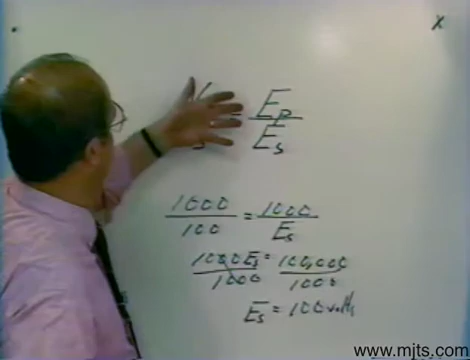 x
= Ep/Es
1000/100 = 1000/Es
1000Es/1000 = 100,000/1000
Es = 100 volts
www.mjts.com